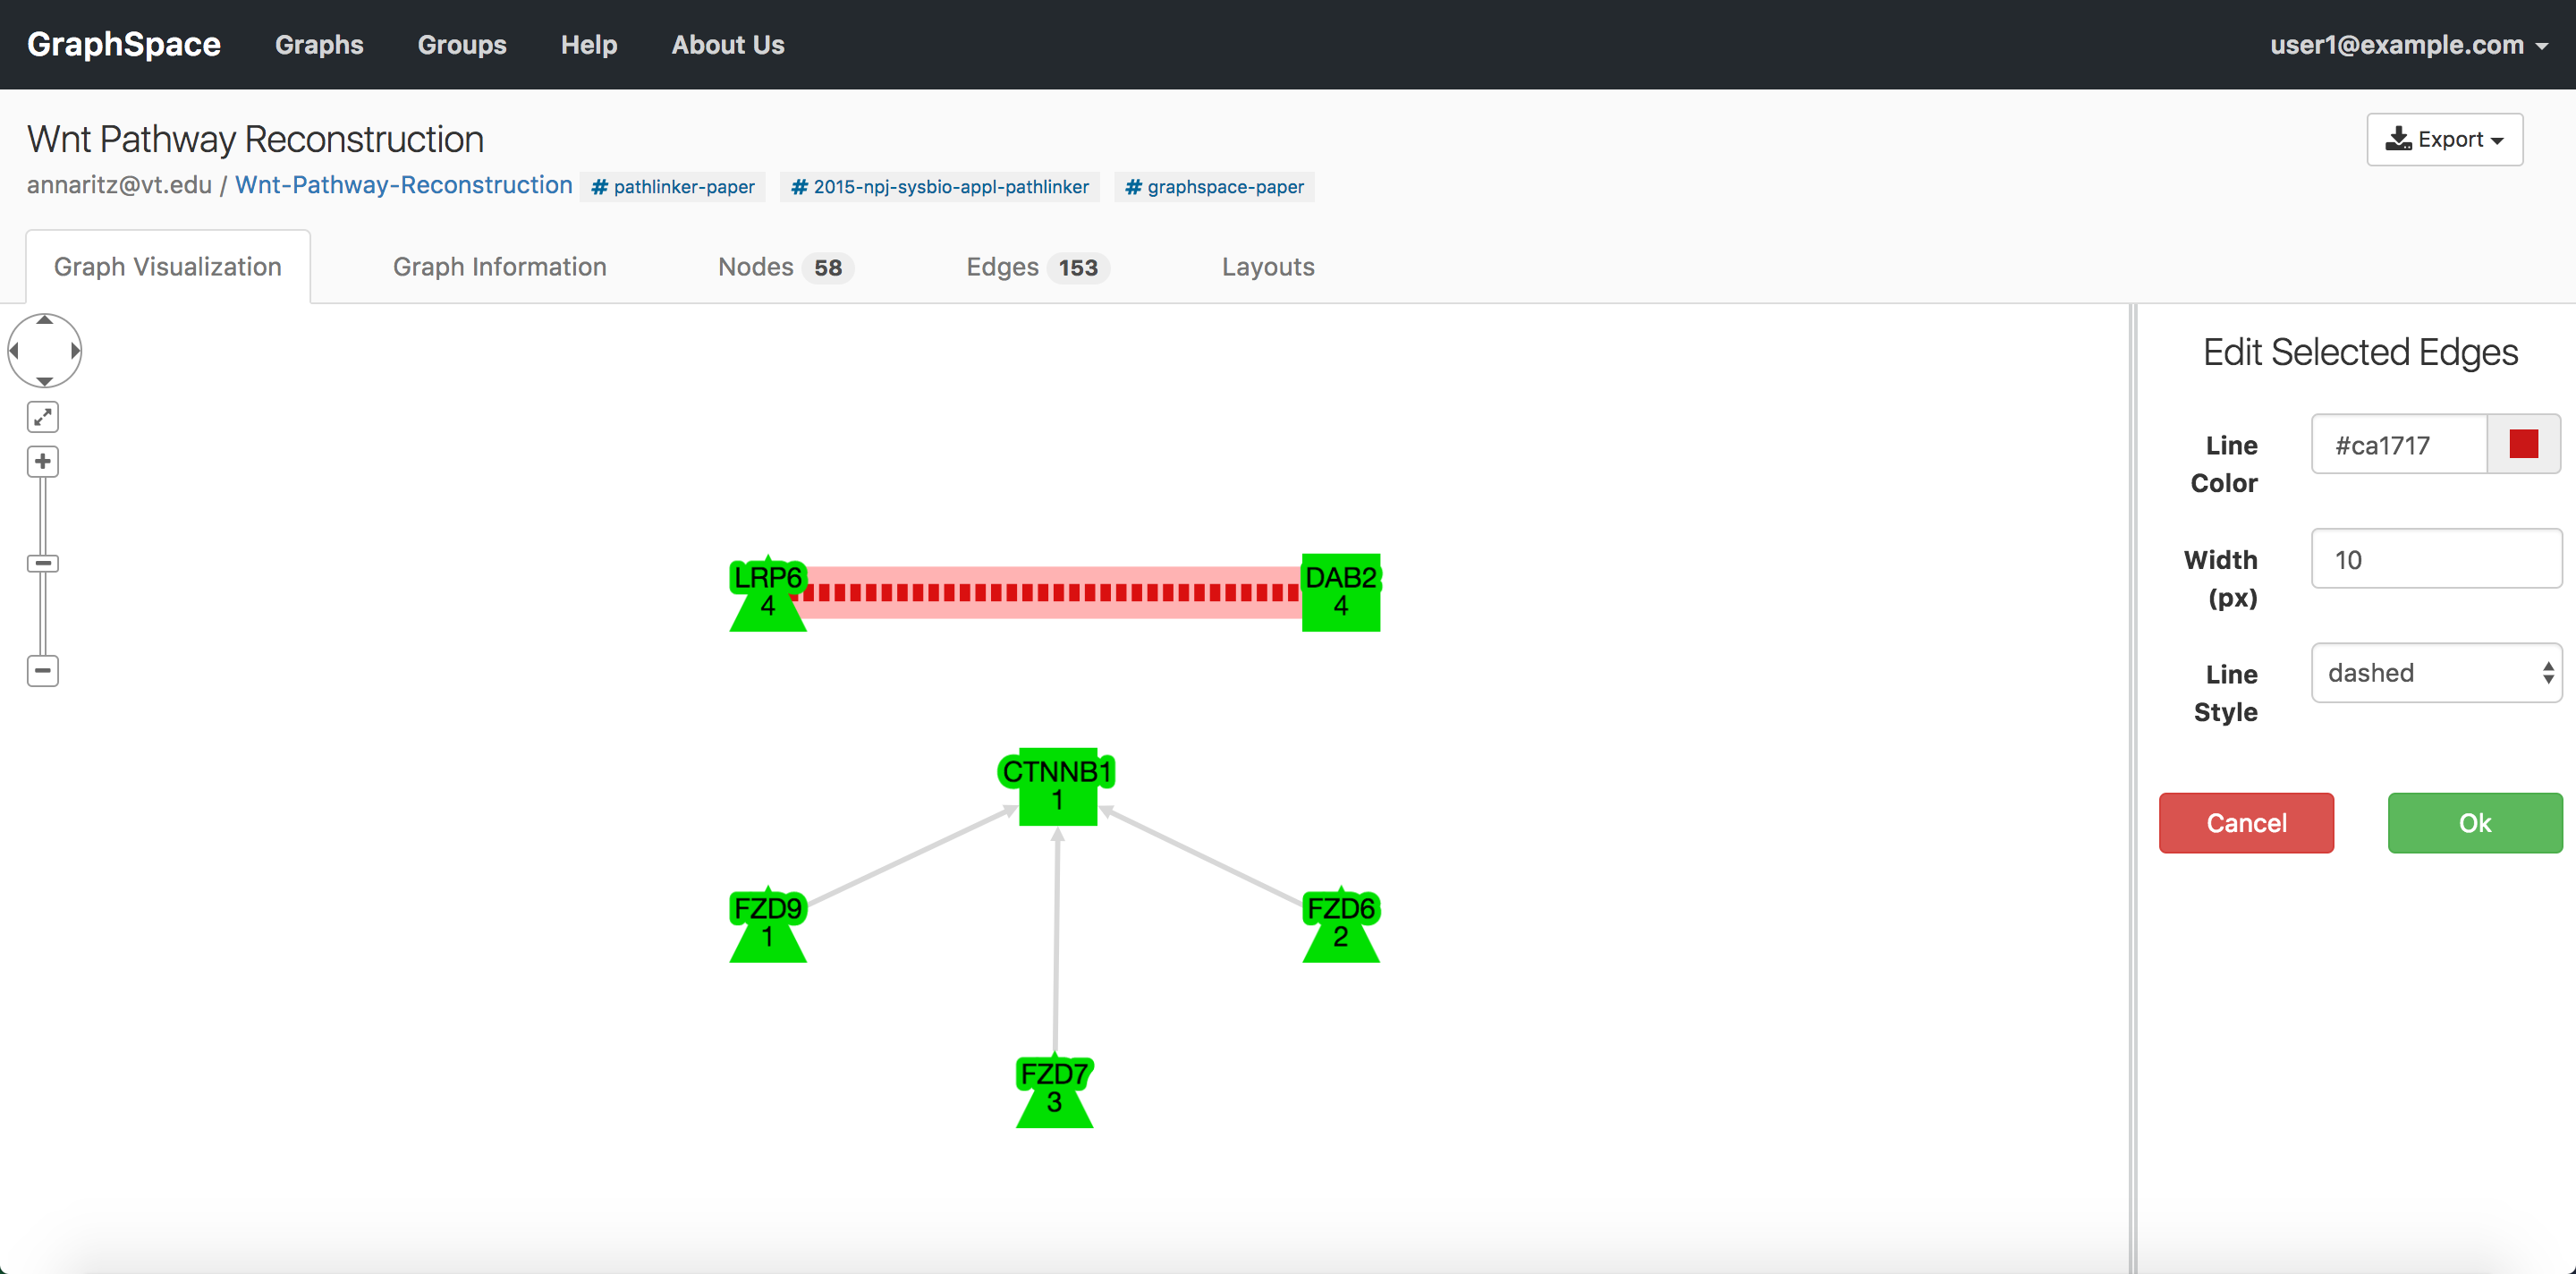 GraphSpace Graphs Groups Help About Us user1@example.com
Wnt Pathway Reconstruction
Export
annaritz@vt.edu / Wnt-Pathway-Reconstruction # pathlinker-paper # 2015-npj-sysbio-appl-pathlinker # graphspace-paper
Graph Visualization Graph Information Nodes 58 Edges 153 Layouts
LRP6
4
DAB2
4
CTNNB1
1
FZD9
1
FZD6
2
FZD7
3
Edit Selected Edges
Line
Color
#ca1717
Width
(px)
10
Line
Style
dashed
Cancel Ok